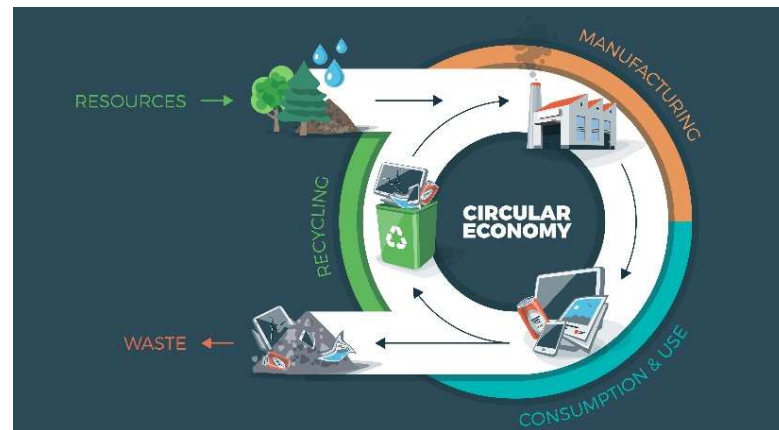 MANUFACTURING
RESOURCES
RECYCLING
CIRCULAR
ECONOMY
WASTE
CONSUMPTION & USE